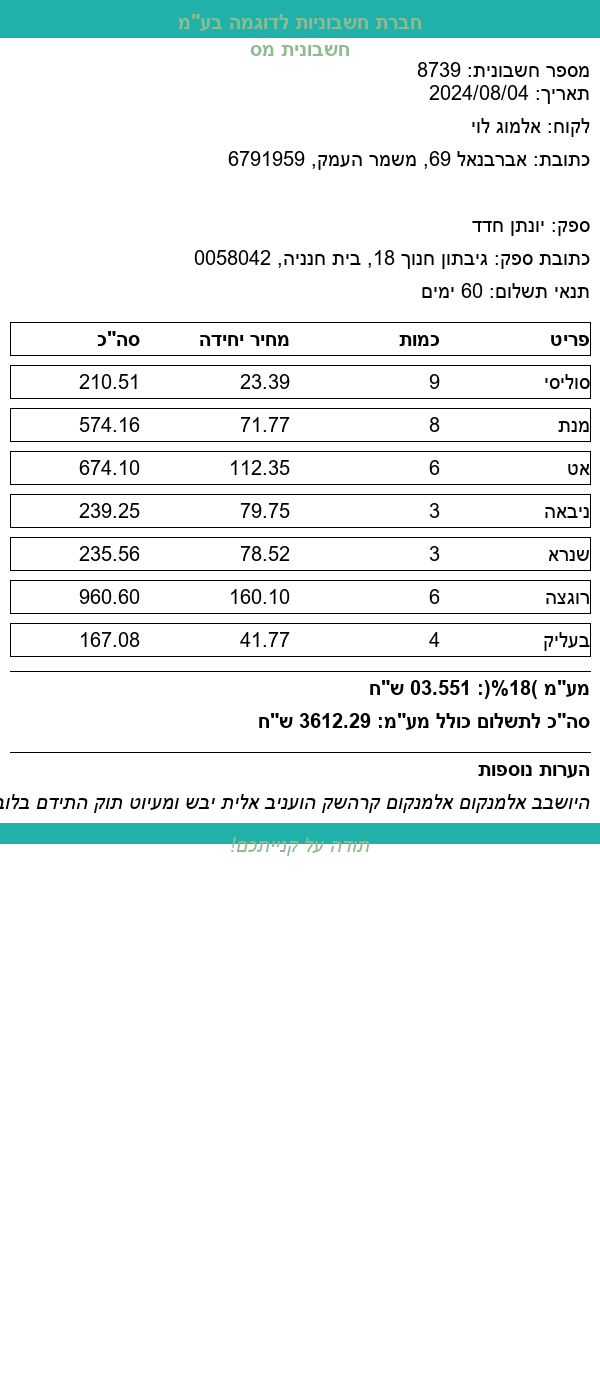 חברת חשבוניות לדוגמה בע"מ
חשבונית מס
מספר חשבונית: 8739
תאריך: 2024/08/04
לקוח: אלמוג לוי
כתובת: אברבנאל 69, משמר העמק, 6791959
ספק: יונתן חדד
כתובת ספק: גיבתון חנוך 18, בית חנניה, 0058042
תנאי תשלום: 60 ימים
פריט כמות מחיר יחידה סה"כ
סוליסי 9 23.39 210.51
מנת 8 71.77 574.16
אט 6 112.35 674.10
ניבאה 3 79.75 239.25
שנרא 3 78.52 235.56
רוגצה 6 160.10 960.60
בעליק 4 41.77 167.08
מע"מ )18%(: 03.551 ש"ח
סה"כ לתשלום כולל מע"מ: 3612.29 ש"ח
הערות נוספות
היושבב אלמנקום אלמנקום קרהשק הועניב אלית יבש ומעיוט תוק התידם
תודה על קנייתכם!